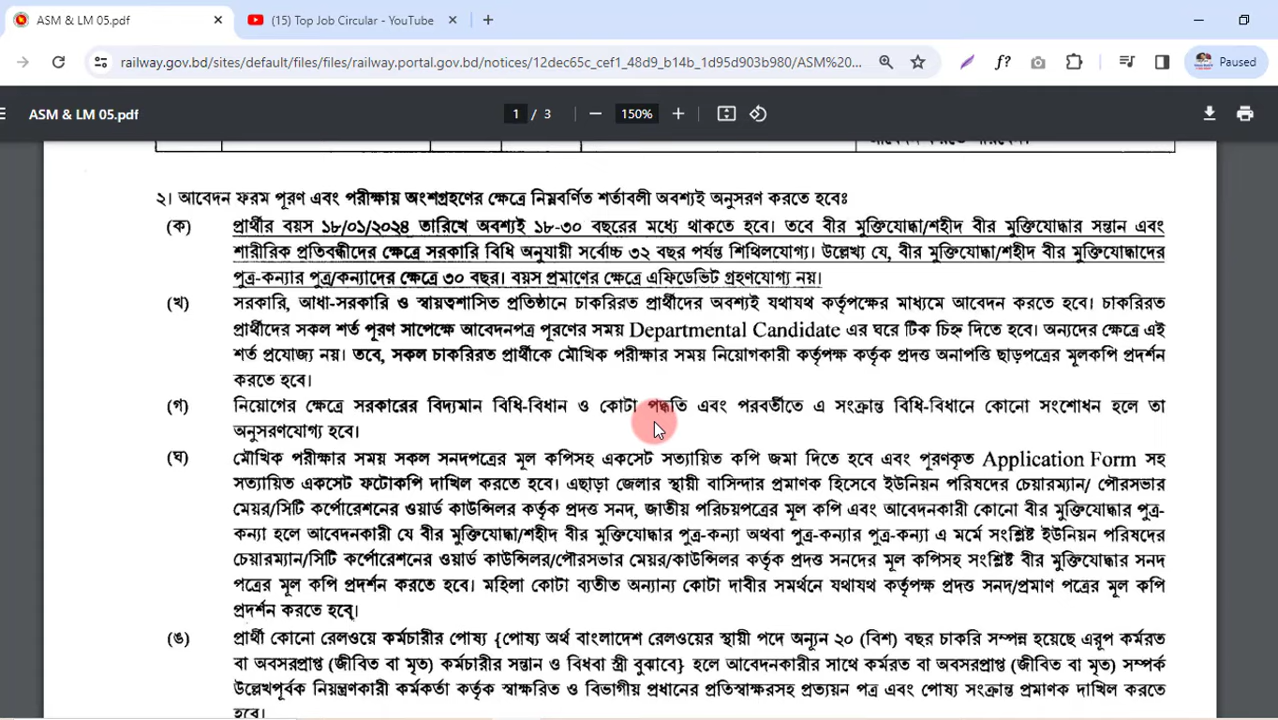 ASM & LM 05.pdf
(15) Top Job Circular - YouTube
railway.gov.bd/sites/default/files/files/railway.portal.gov.bd/notices/12dec65c_cef1_48d9_b14b_1d95d903b980/ASM%20...
Paused
ASM & LM 05.pdf
1 / 3
150%
২। আবেদন ফরম পূরণ এবং পরীক্ষায় অংশগ্রহণের ক্ষেত্রে নিম্নবর্ণিত শর্তাবলী অবশ্যই অনুসরণ করতে হবেঃ
(ক) প্রার্থীর বয়স ১৮/০১/২০২৪ তারিখে অবশ্যই ১৮-৩০ বছরের মধ্যে থাকতে হবে। তবে বীর মুক্তিযোদ্ধা/শহীদ বীর মুক্তিযোদ্ধার সন্তান এবং
শারীরিক প্রতিবন্ধীদের ক্ষেত্রে সরকারি বিধি অনুযায়ী সর্বোচ্চ ৩২ বছর পর্যন্ত শিথিলযোগ্য। উল্লেখ্য যে, বীর মুক্তিযোদ্ধা/শহীদ বীর মুক্তিযোদ্ধাদের
পুত্র-কন্যার পুত্র/কন্যাদের ক্ষেত্রে ৩০ বছর। বয়স প্রমাণের ক্ষেত্রে এফিডেভিট গ্রহণযোগ্য নয়।
(খ) সরকারি, আধা-সরকারি ও স্বায়ত্বশাসিত প্রতিষ্ঠানে চাকরিরত প্রার্থীদের অবশ্যই যথাযথ কর্তৃপক্ষের মাধ্যমে আবেদন করতে হবে। চাকরিরত
প্রার্থীদের সকল শর্ত পূরণ সাপেক্ষে আবেদনপত্র পূরণের সময় Departmental Candidate এর ঘরে টিক চিহ্ন দিতে হবে। অন্যদের ক্ষেত্রে এই
শর্ত প্রযোজ্য নয়। তবে, সকল চাকরিরত প্রার্থীকে মৌখিক পরীক্ষার সময় নিয়োগকারী কর্তৃপক্ষ কর্তৃক প্রদত্ত অনাপত্তি ছাড়পত্রের মূলকপি প্রদর্শন
করতে হবে।
(গ) নিয়োগের ক্ষেত্রে সরকারের বিদ্যমান বিধি-বিধান ও কোটা পদ্ধতি এবং পরবর্তীতে এ সংক্রান্ত বিধি-বিধানে কোনো সংশোধন হলে তা
অনুসরণযোগ্য হবে।
(ঘ) মৌখিক পরীক্ষার সময় সকল সনদপত্রের মূল কপিসহ একসেট সত্যায়িত কপি জমা দিতে হবে এবং পূরণকৃত Application Form সহ
সত্যায়িত একসেট ফটোকপি দাখিল করতে হবে। এছাড়া জেলার স্থায়ী বাসিন্দার প্রমাণক হিসেবে ইউনিয়ন পরিষদের চেয়ারম্যান/ পৌরসভার
মেয়র/সিটি কর্পোরেশনের ওয়ার্ড কাউন্সিলর কর্তৃক প্রদত্ত সনদ, জাতীয় পরিচয়পত্রের মূল কপি এবং আবেদনকারী কোনো বীর মুক্তিযোদ্ধার পুত্র-
কন্যা হলে আবেদনকারী যে বীর মুক্তিযোদ্ধা/শহীদ বীর মুক্তিযোদ্ধার পুত্র-কন্যা অথবা পুত্র-কন্যার পুত্র-কন্যা এ মর্মে সংশ্লিষ্ট ইউনিয়ন পরিষদের
চেয়ারম্যান/সিটি কর্পোরেশনের ওয়ার্ড কাউন্সিলর/পৌরসভার মেয়র/কাউন্সিলর কর্তৃক প্রদত্ত সনদের মূল কপিসহ সংশ্লিষ্ট বীর মুক্তিযোদ্ধার সনদ
পত্রের মূল কপি প্রদর্শন করতে হবে। মহিলা কোটা ব্যতীত অন্যান্য কোটা দাবীর সমর্থনে যথাযথ কর্তৃপক্ষ প্রদত্ত সনদ/প্রমাণ পত্রের মূল কপি
প্রদর্শন করতে হবে।
(ঙ) প্রার্থী কোনো রেলওয়ে কর্মচারীর পোষ্য {পোষ্য অর্থ বাংলাদেশ রেলওয়ের স্থায়ী পদে অন্যূন ২০ (বিশ) বছর চাকরি সম্পন্ন হয়েছে এরূপ কর্মরত
বা অবসরপ্রাপ্ত (জীবিত বা মৃত) কর্মচারীর সন্তান ও বিধবা স্ত্রী বুঝাবে} হলে আবেদনকারীর সাথে কর্মরত বা অবসরপ্রাপ্ত (জীবিত বা মৃত) সম্পর্ক
উল্লেখপূর্বক নিয়ন্ত্রণকারী কর্মকর্তা কর্তৃক স্বাক্ষরিত ও বিভাগীয় প্রধানের প্রতিস্বাক্ষরসহ প্রত্যয়ন পত্র এবং পোষ্য সংক্রান্ত প্রমাণক দাখিল করতে
হবে।